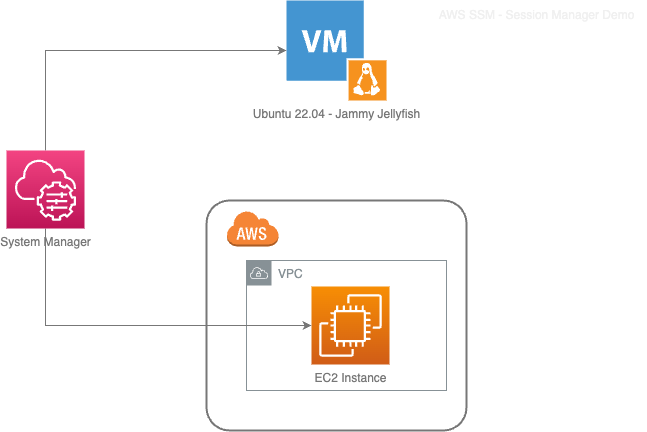 AWS SSM - Session Manager Demo
VM
Ubuntu 22.04 - Jammy Jellyfish
System Manager
AWS
VPC
EC2 Instance